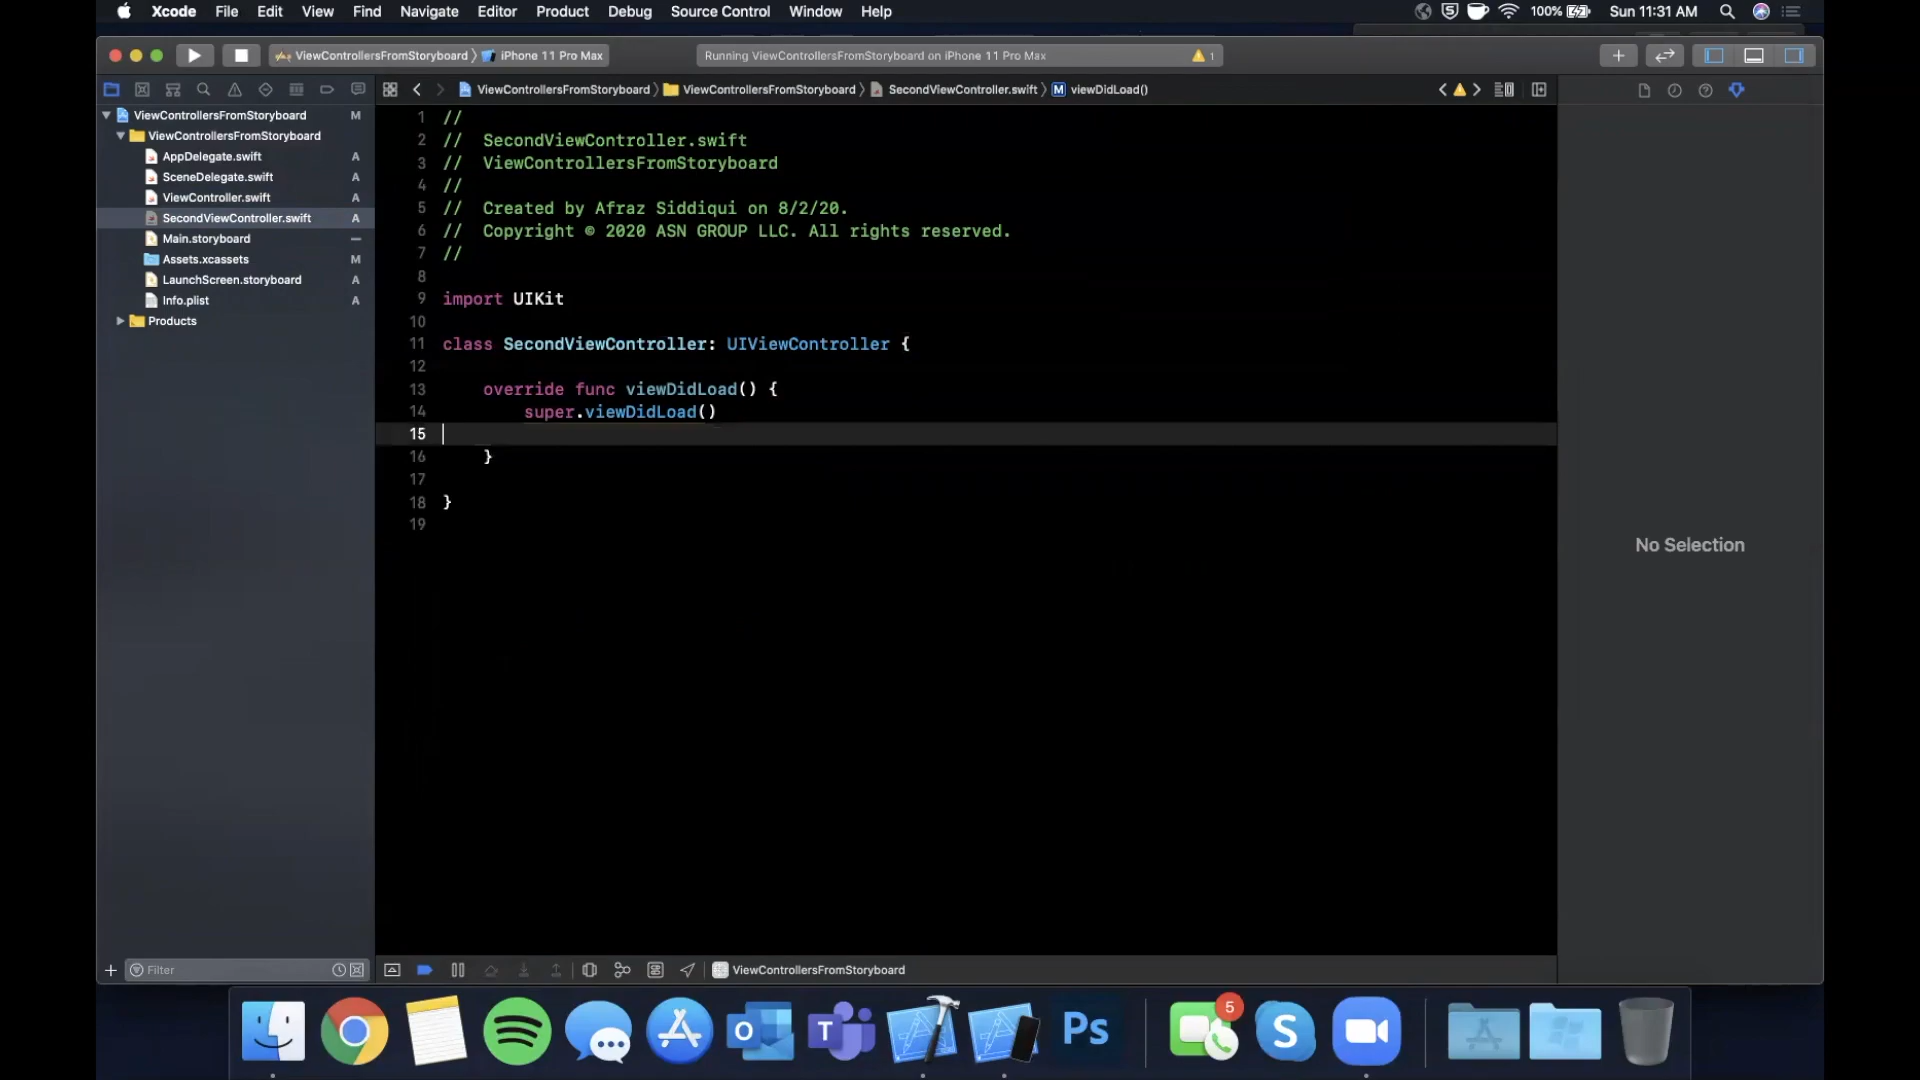 Xcode File Edit View Find Navigate Editor Product Debug Source Control Window Help 100% Sun 11:31 AM
ViewControllersFromStoryboard iPhone 11 Pro Max Running ViewControllersFromStoryboard on iPhone 11 Pro Max 1
ViewControllersFromStoryboard ViewControllersFromStoryboard SecondViewController.swift M viewDidLoad()
ViewControllersFromStoryboard M
ViewControllersFromStoryboard
AppDelegate.swift A
SceneDelegate.swift A
ViewController.swift A
SecondViewController.swift A
Main.storyboard
Assets.xcassets M
LaunchScreen.storyboard A
Info.plist A
Products
1 //
2 // SecondViewController.swift
3 // ViewControllersFromStoryboard
4 //
5 // Created by Afraz Siddiqui on 8/2/20.
6 // Copyright © 2020 ASN GROUP LLC. All rights reserved.
7 //
8
9 import UIKit
10
11 class SecondViewController: UIViewController {
12
13 override func viewDidLoad() {
14 super.viewDidLoad()
15
16 }
17
18 }
19
No Selection
Filter
ViewControllersFromStoryboard
O
T
Ps
5
S